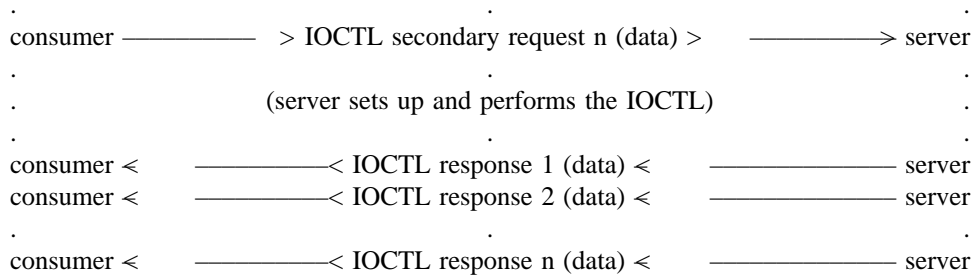 . . .
consumer —————— > IOCTL secondary request n (data) > ——————> server
. . .
. (server sets up and performs the IOCTL) .
. . .
consumer < ——————< IOCTL response 1 (data) < —————— server
consumer < ——————< IOCTL response 2 (data) < —————— server
. . .
consumer < ——————< IOCTL response n (data) < —————— server